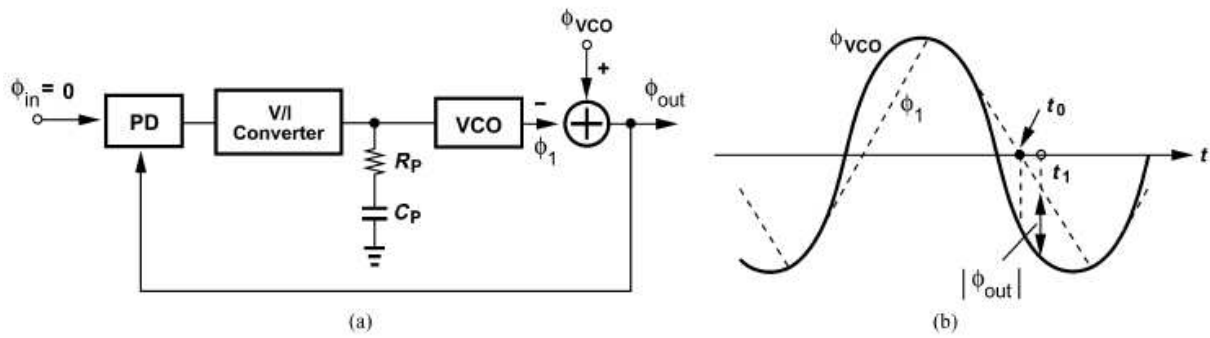 ϕVCO
+
ϕin = 0
PD
V/I
Converter
VCO
−
ϕ1
ϕout
RP
CP
(a)
ϕVCO
ϕ1
t0
t
t1
|ϕout|
(b)